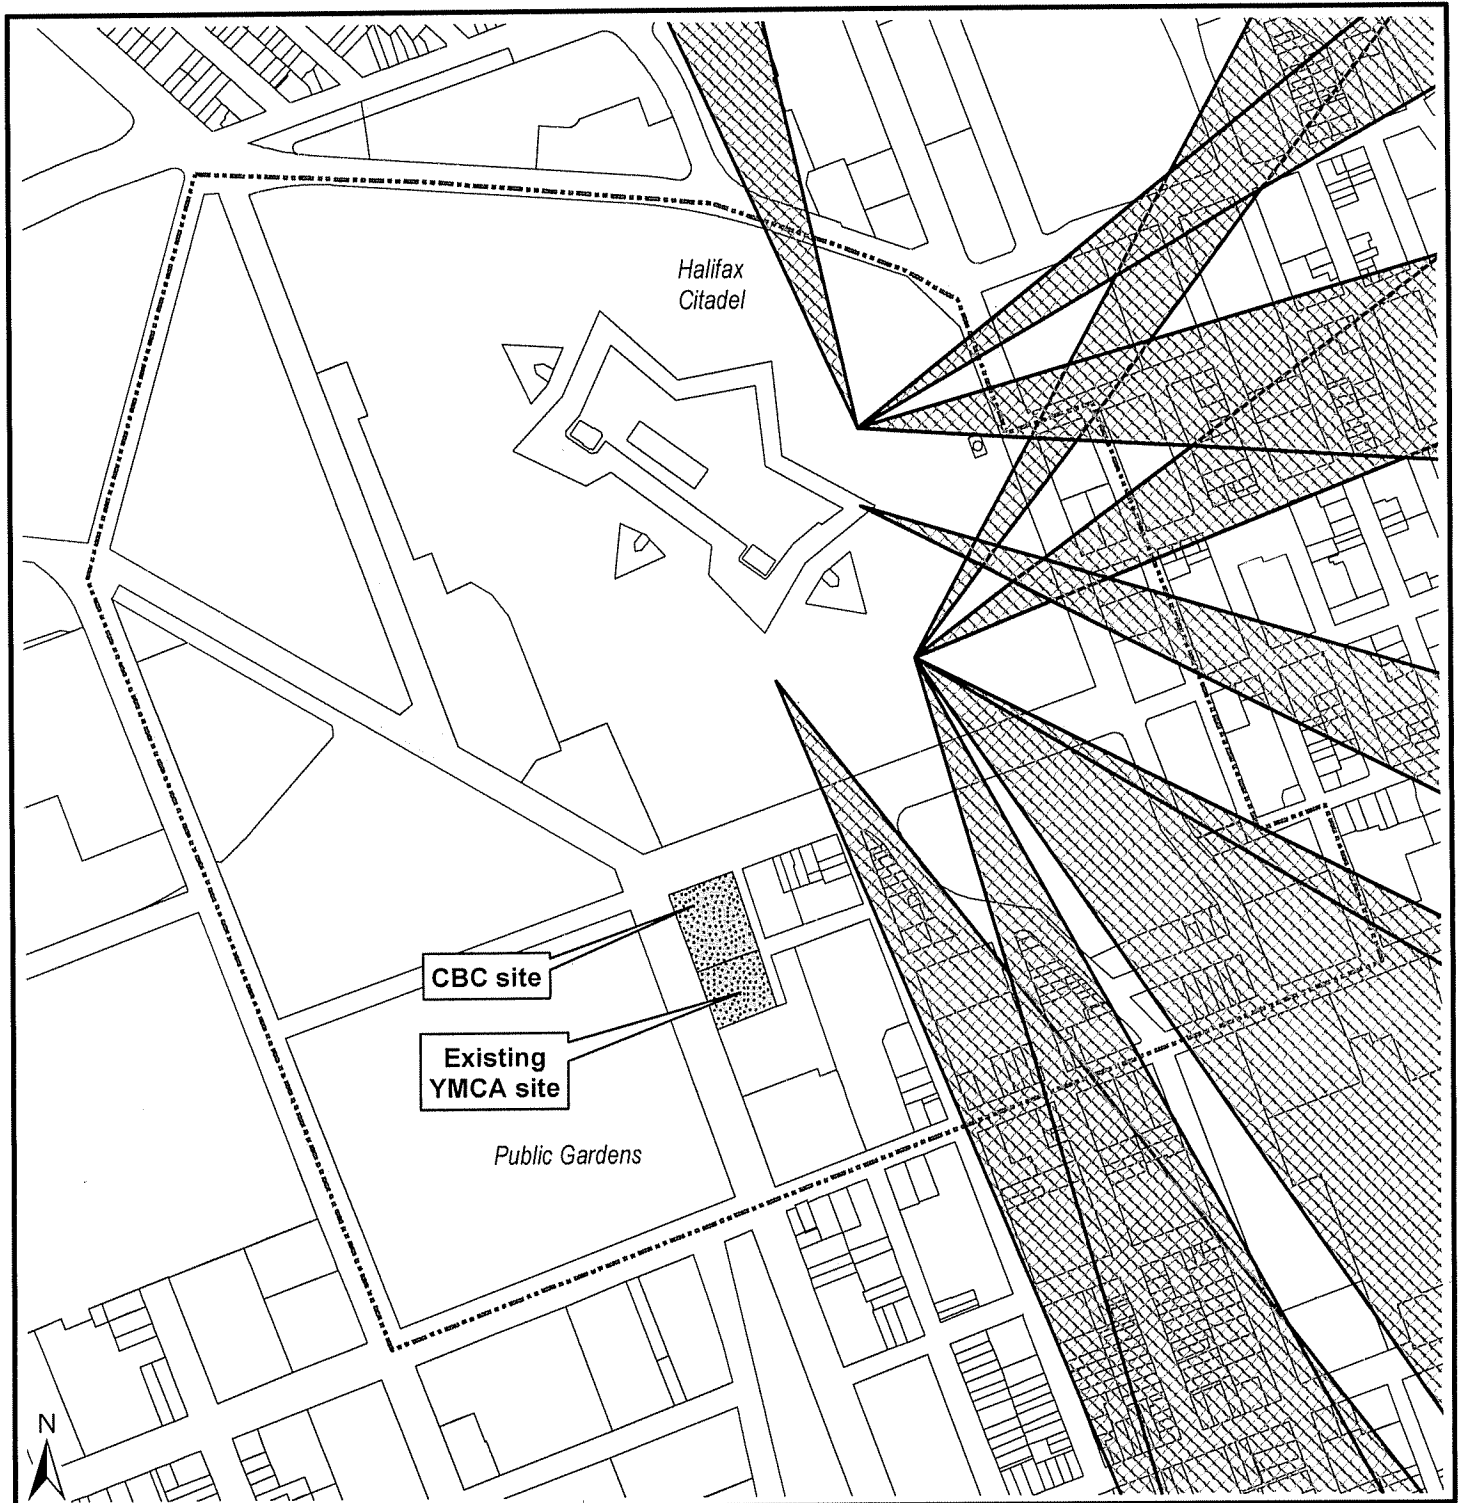 Halifax
Citadel
CBC site
Existing
YMCA site
Public Gardens
N